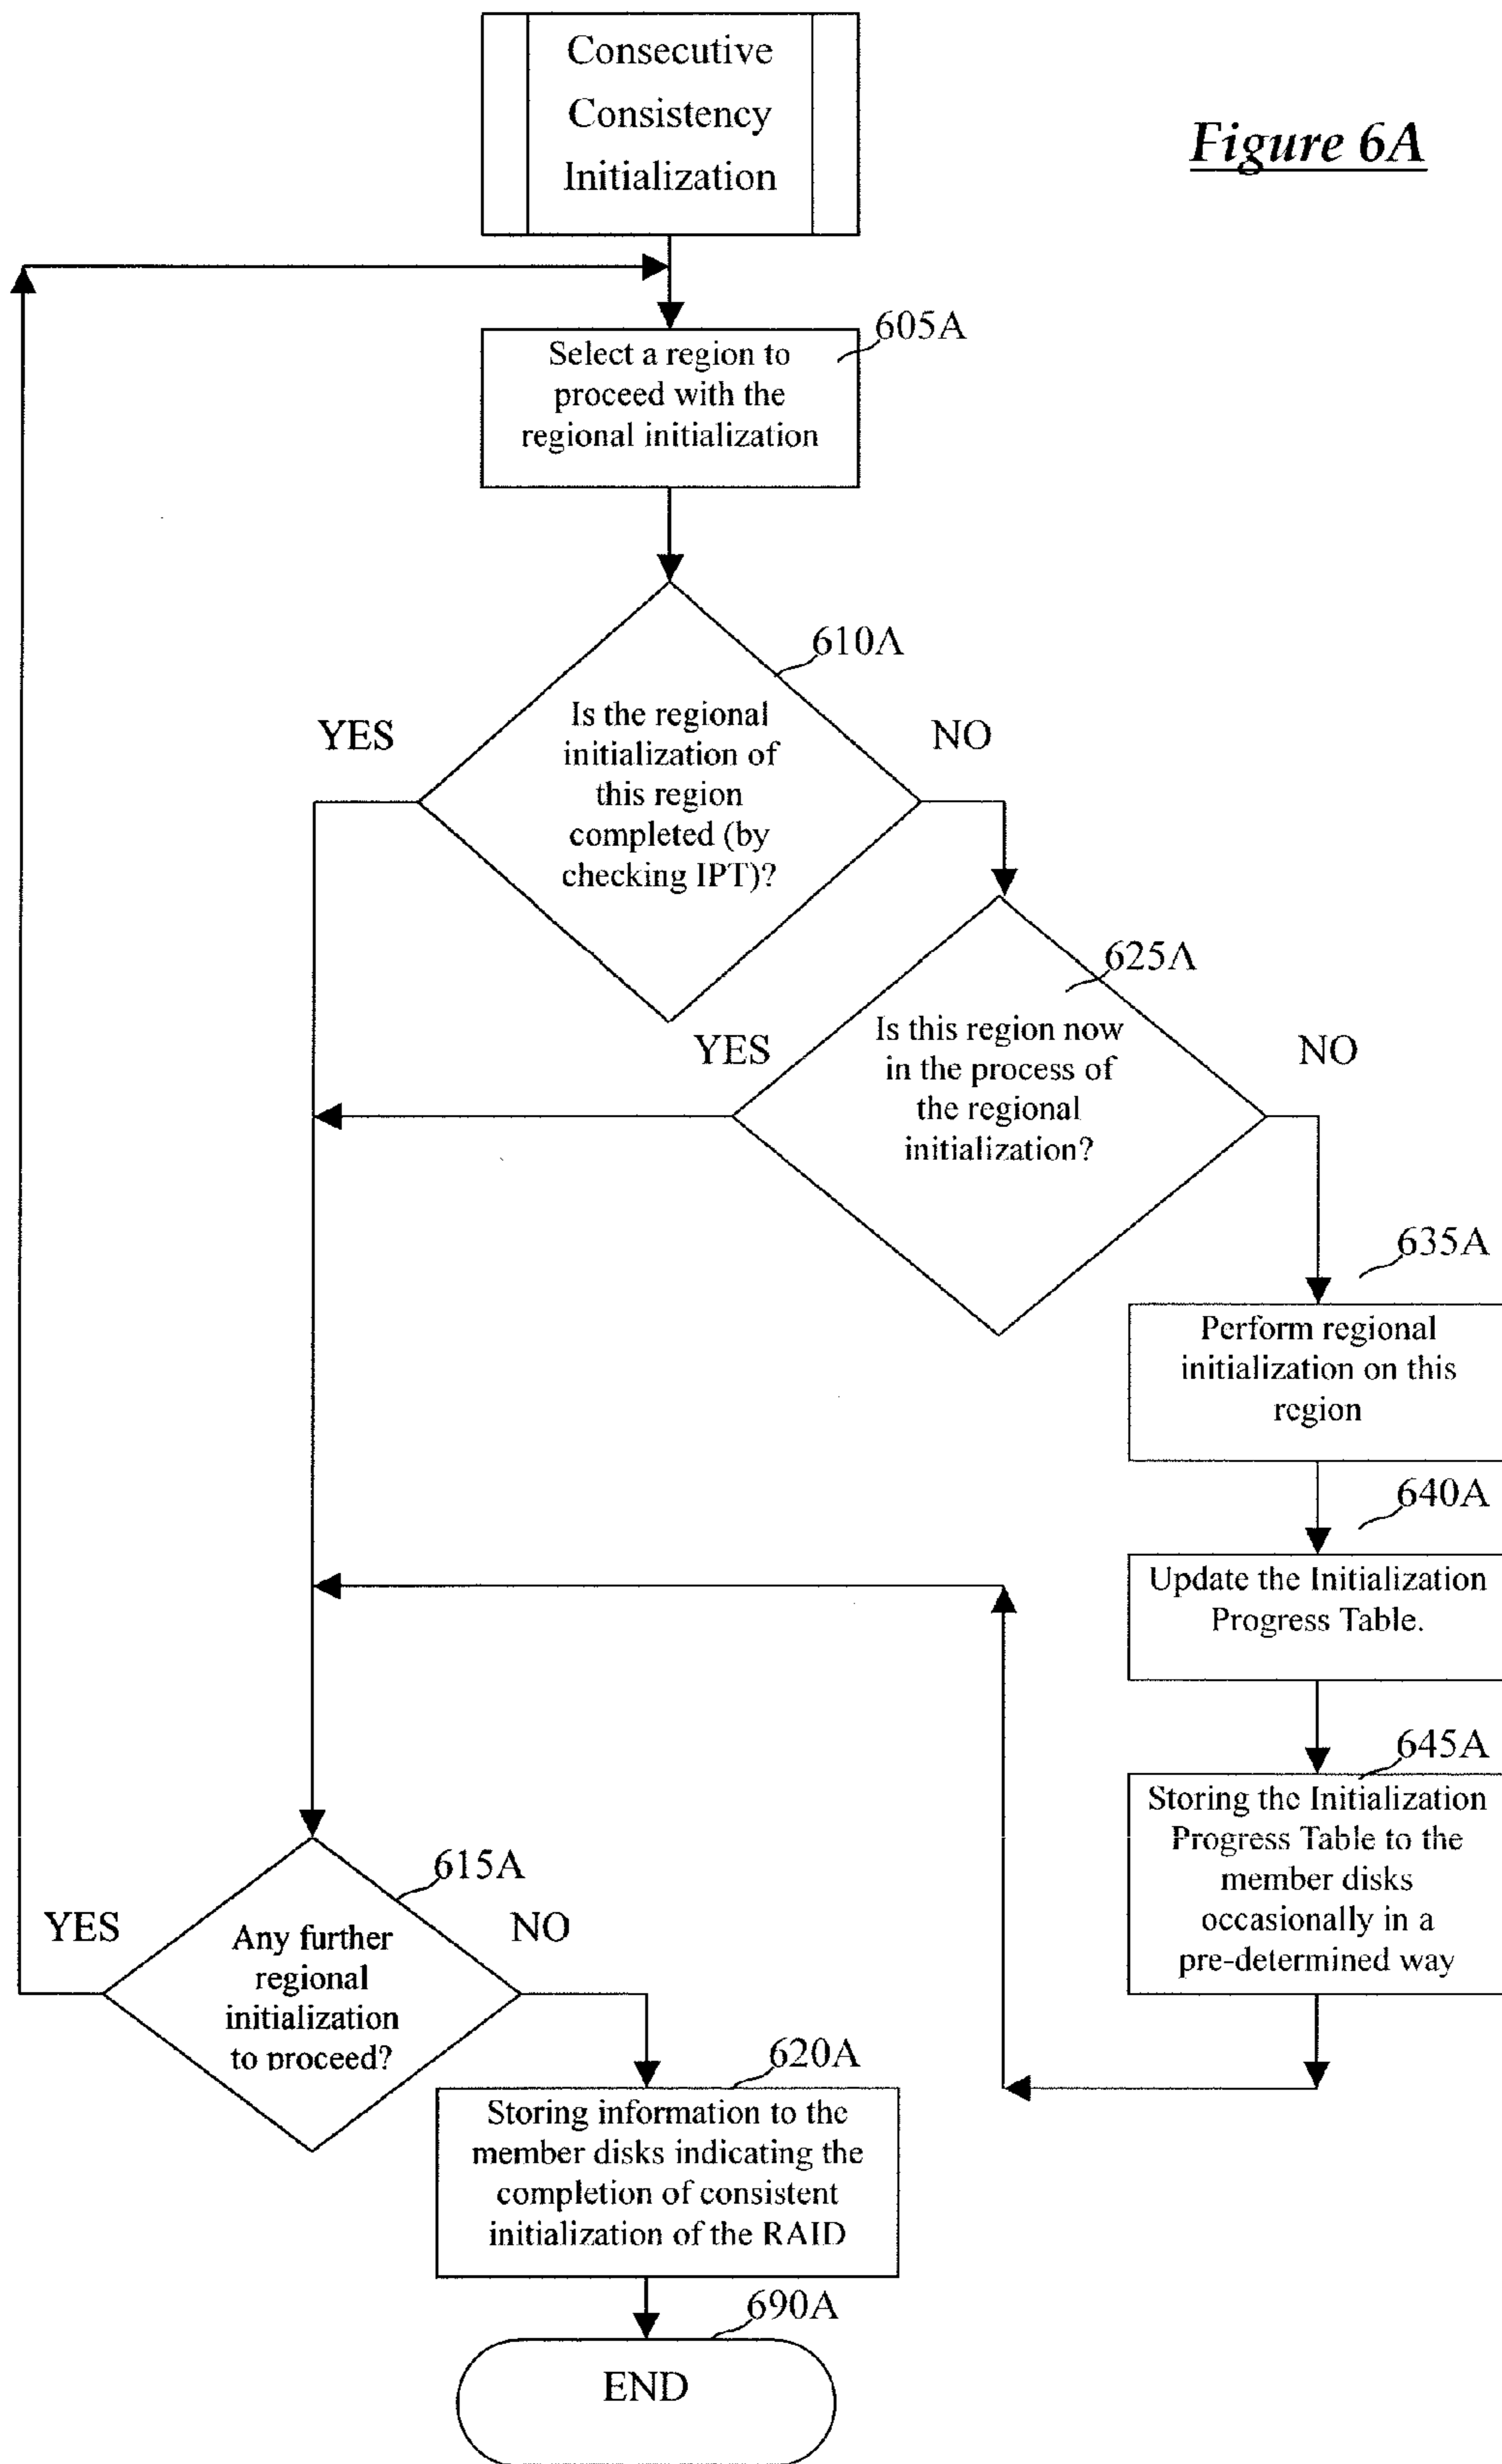 Consecutive
Consistency
Initialization
Figure 6A
605A
Select a region to
proceed with the
regional initialization
610A
YES
NO
Is the regional
initialization of
this region
completed (by
checking IPT)?
625A
YES
NO
Is this region now
in the process of
the regional
initialization?
635A
Perform regional
initialization on this
region
640A
Update the Initialization
Progress Table.
645A
Storing the Initialization
Progress Table to the
member disks
occasionally in a
pre-determined way
615A
YES
NO
Any further
regional
initialization
to proceed?
620A
Storing information to the
member disks indicating the
completion of consistent
initialization of the RAID
690A
END